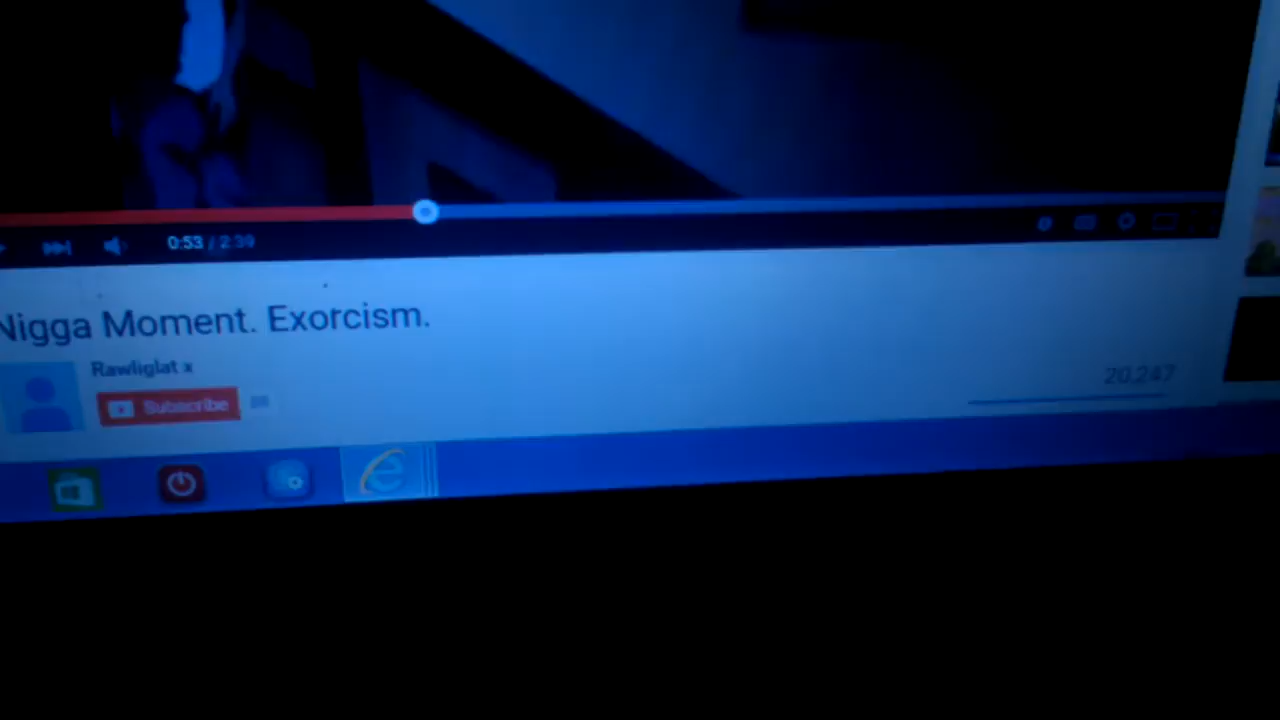 0:53 / 2:39
Nigga Moment. Exorcism.
Rawliglat x
Subscribe
20,247